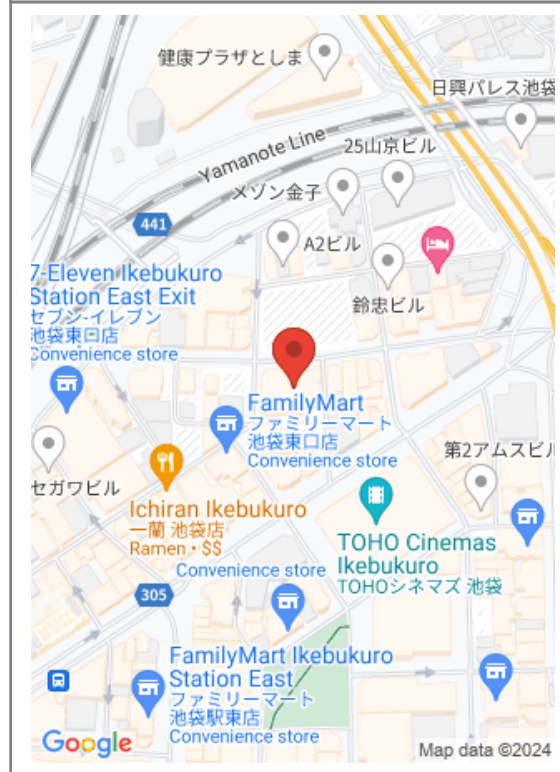 健康プラザとしま
日興パレス池袋
Yamanote Line
25山京ビル
メゾン金子
441
A2ビル
7-Eleven Ikebukuro
Station East Exit
セブン-イレブン
池袋東口店
Convenience store
鈴忠ビル
FamilyMart
ファミリーマート
池袋東口店
Convenience store
第2アムスビル
セガワビル
Ichiran Ikebukuro
一蘭 池袋店
Ramen・$$
TOHO Cinemas
Ikebukuro
TOHOシネマズ 池袋
Convenience store
305
FamilyMart Ikebukuro
Station East
ファミリーマート
池袋駅東店
Convenience store
Google
Map data ©2024